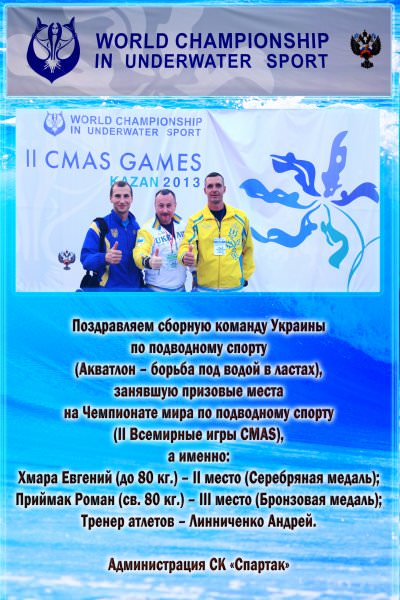 WORLD CHAMPIONSHIP
IN UNDERWATER SPORT
WORLD CHAMPIONSHIP
IN UNDERWATER SPORT
II CMAS GAMES
KAZAN 2013
Поздравляем сборную команду Украины
по подводному спорту
(Акватлон – борьба под водой в ластах),
занявшую призовые места
на Чемпионате мира по подводному спорту
(II Всемирные игры CMAS),
а именно:
Хмара Евгений (до 80 кг.) – II место (Серебряная медаль);
Приймак Роман (св. 80 кг.) – III место (Бронзовая медаль);
Тренер атлетов – Линниченко Андрей.
Администрация СК «Спартак»